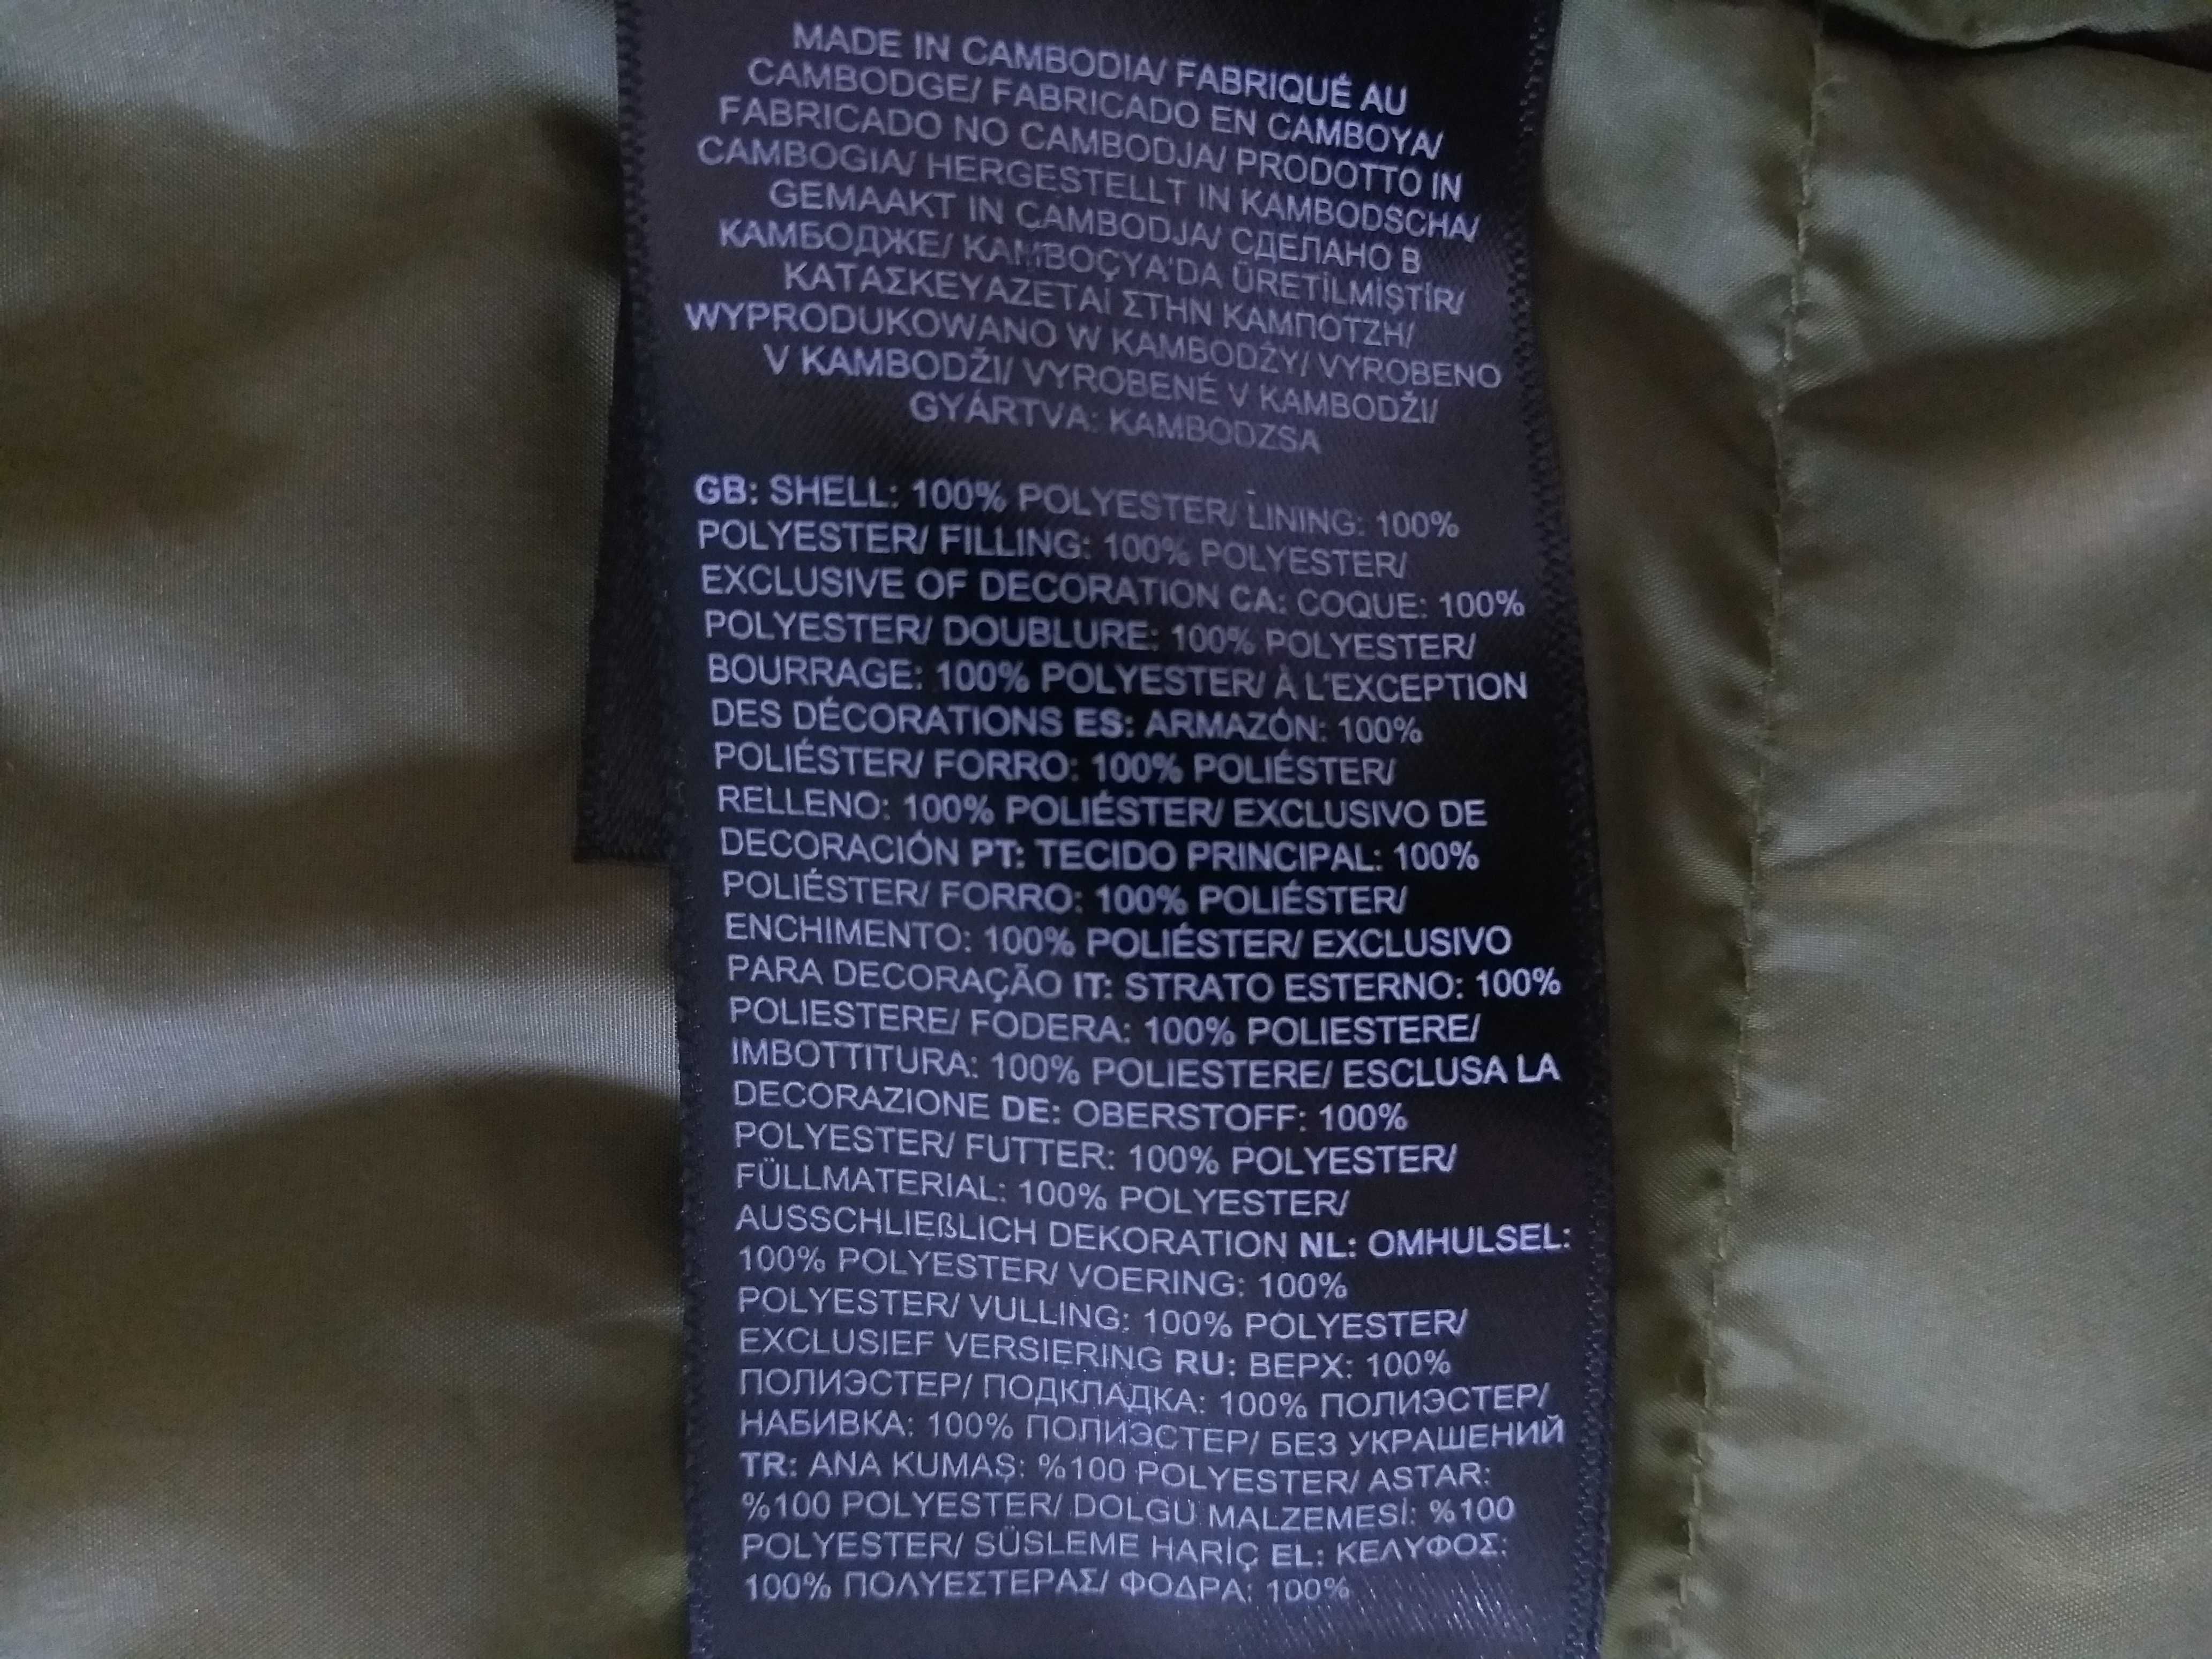 MADE IN CAMBODIA/ FABRIQUÉ AU
CAMBODGE/ FABRICADO EN CAMBOYA/
FABRICADO NO CAMBODJA/ PRODOTTO IN
CAMBOGIA/ HERGESTELLT IN KAMBODSCHA/
GEMAAKT IN CAMBODJA/ СДЕЛАНО В
КАМБОДЖЕ/ KAMBOÇYA'DA ÜRETİLMİŞTİR/
ΚΑΤΑΣΚΕΥΑΖΕΤΑΙ ΣΤΗΝ ΚΑΜΠΟΤΖΗ/
WYPRODUKOWANO W KAMBODŻY/ VYROBENO
V KAMBODŽI/ VYROBENÉ V KAMBODŽI/
GYÁRTVA: KAMBODZSA
GB: SHELL: 100% POLYESTER/ LINING: 100%
POLYESTER/ FILLING: 100% POLYESTER/
EXCLUSIVE OF DECORATION CA: COQUE: 100%
POLYESTER/ DOUBLURE: 100% POLYESTER/
BOURRAGE: 100% POLYESTER/ À L'EXCEPTION
DES DÉCORATIONS ES: ARMAZÓN: 100%
POLIÉSTER/ FORRO: 100% POLIÉSTER/
RELLENO: 100% POLIÉSTER/ EXCLUSIVO DE
DECORACIÓN PT: TECIDO PRINCIPAL: 100%
POLIÉSTER/ FORRO: 100% POLIÉSTER/
ENCHIMENTO: 100% POLIÉSTER/ EXCLUSIVO
PARA DECORAÇÃO IT: STRATO ESTERNO: 100%
POLIESTERE/ FODERA: 100% POLIESTERE/
IMBOTTITURA: 100% POLIESTERE/ ESCLUSA LA
DECORAZIONE DE: OBERSTOFF: 100%
POLYESTER/ FUTTER: 100% POLYESTER/
FÜLLMATERIAL: 100% POLYESTER/
AUSSCHLIEßLICH DEKORATION NL: OMHULSEL:
100% POLYESTER/ VOERING: 100%
POLYESTER/ VULLING: 100% POLYESTER/
EXCLUSIEF VERSIERING RU: ВЕРХ: 100%
ПОЛИЭСТЕР/ ПОДКЛАДКА: 100% ПОЛИЭСТЕР/
НАБИВКА: 100% ПОЛИЭСТЕР/ БЕЗ УКРАШЕНИЙ
TR: ANA KUMAŞ: %100 POLYESTER/ ASTAR:
%100 POLYESTER/ DOLGU MALZEMESİ: %100
POLYESTER/ SÜSLEME HARİÇ EL: ΚΕΛΥΦΟΣ:
100% ΠΟΛΥΕΣΤΕΡΑΣ/ ΦΟΔΡΑ: 100%